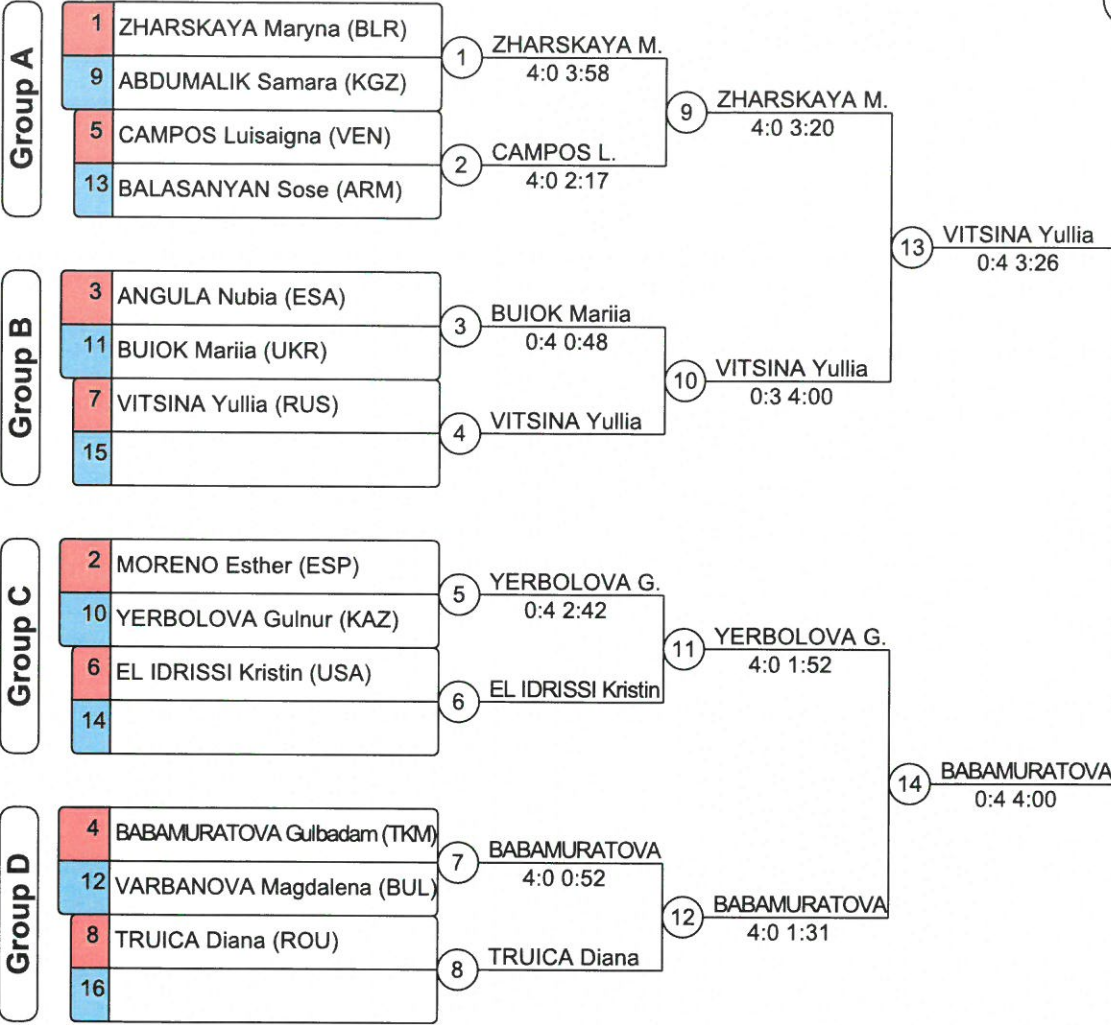 Group A
1 ZHARSKAYA Maryna (BLR)
9 ABDUMALIK Samara (KGZ)
5 CAMPOS Luisaigna (VEN)
13 BALASANYAN Sose (ARM)
Group B
3 ANGULA Nubia (ESA)
11 BUIOK Mariia (UKR)
7 VITSINA Yullia (RUS)
15
Group C
2 MORENO Esther (ESP)
10 YERBOLOVA Gulnur (KAZ)
6 EL IDRISSI Kristin (USA)
14
Group D
4 BABAMURATOVA Gulbadam (TKM)
12 VARBANOVA Magdalena (BUL)
8 TRUICA Diana (ROU)
16
1 ZHARSKAYA M.
4:0 3:58
2 CAMPOS L.
4:0 2:17
3 BUIOK Mariia
0:4 0:48
4 VITSINA Yullia
5 YERBOLOVA G.
0:4 2:42
6 EL IDRISSI Kristin
7 BABAMURATOVA
4:0 0:52
8 TRUICA Diana
9 ZHARSKAYA M.
4:0 3:20
10 VITSINA Yullia
0:3 4:00
11 YERBOLOVA G.
4:0 1:52
12 BABAMURATOVA
4:0 1:31
13 VITSINA Yullia
0:4 3:26
14 BABAMURATOVA
0:4 4:00